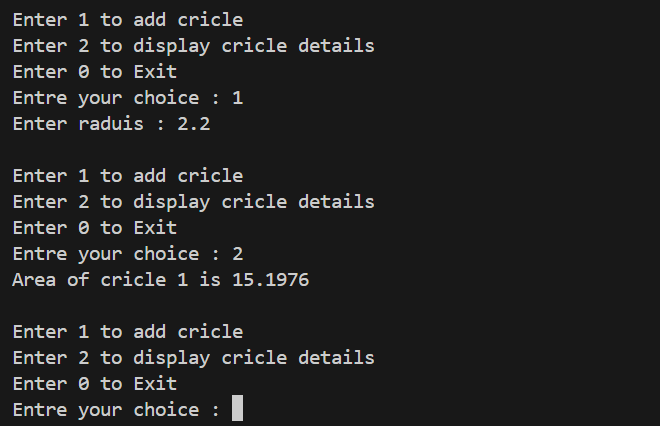 Enter 1 to add cricle
Enter 2 to display cricle details
Enter 0 to Exit
Entre your choice : 1
Enter raduis : 2.2
Enter 1 to add cricle
Enter 2 to display cricle details
Enter 0 to Exit
Entre your choice : 2
Area of cricle 1 is 15.1976
Enter 1 to add cricle
Enter 2 to display cricle details
Enter 0 to Exit
Entre your choice :